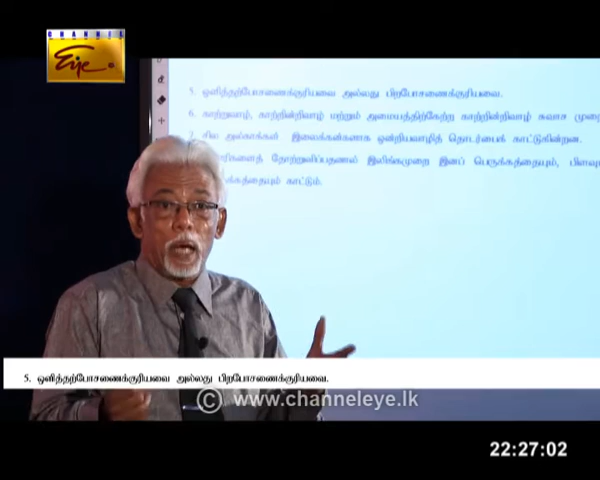 CHANNEL
Eye
5. ஒளித்தற்போசணைக்குரியவை அல்லது பிறபோசணைக்குரியவை.
6. காற்றுவாழ், காற்றின்றிவாழ் மற்றும் அமையத்திற்கேற்ற காற்றின்றிவாழ் சுவாச முறை
7. சில அல்காக்கள் இலைக்கன்களாக ஒன்றியவாழித் தொடர்பைக் காட்டுகின்றன.
தோற்றுவிப்பதனால் இலிங்கமுறை இனப் பெருக்கத்தையும், பிளவு
காட்டும்.
5. ஒளித்தற்போசணைக்குரியவை அல்லது பிறபோசணைக்குரியவை.
© www.channeleye.lk
22:27:02